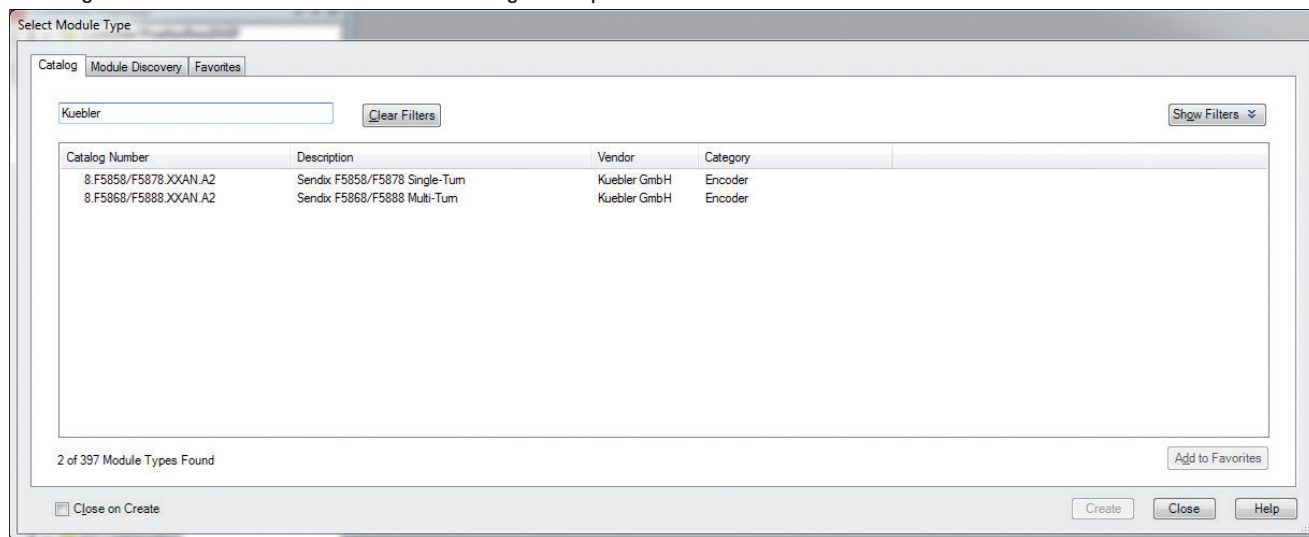 Select Module Type
Catalog Module Discovery Favorites
Kuebler Clear Filters Show Filters
Catalog Number Description Vendor Category
8.F5858/F5878.XXAN.A2 Sendix F5858/F5878 Single-Turn Kuebler GmbH Encoder
8.F5868/F5888.XXAN.A2 Sendix F5868/F5888 Multi-Turn Kuebler GmbH Encoder
2 of 397 Module Types Found Add to Favorites
Close on Create Create Close Help